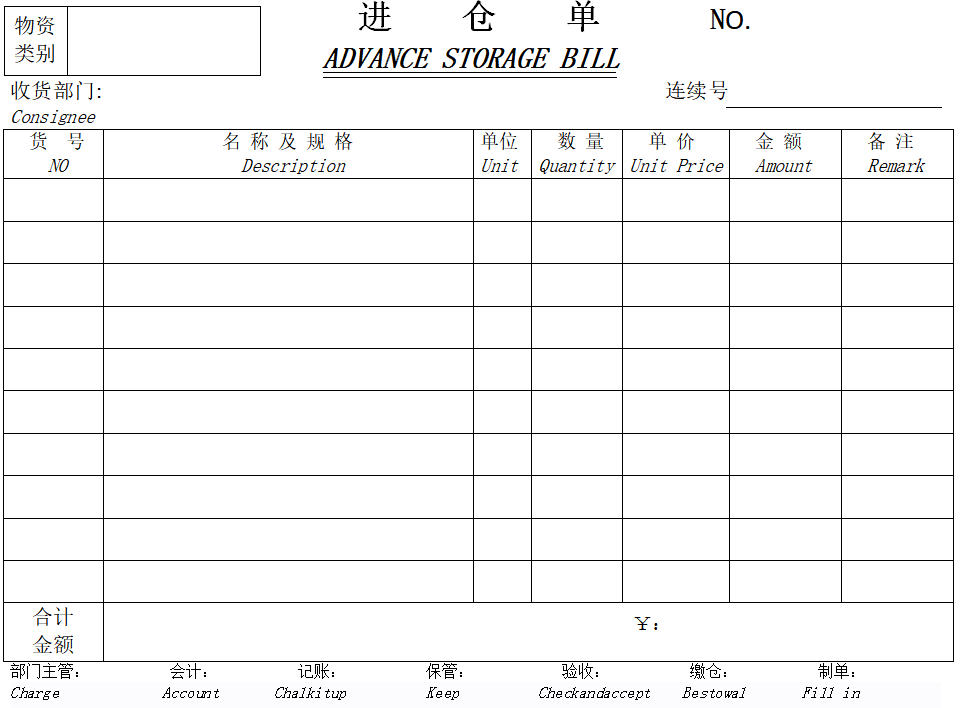 物资
类别
进 仓 单
NO.
ADVANCE STORAGE BILL
收货部门:
连续号
Consignee
货 号 名 称 及 规 格 单位 数 量 单 价 金 额 备 注
NO Description Unit Quantity Unit Price Amount Remark
合计
金额
¥:
部门主管: 会计: 记账: 保管: 验收: 缴仓: 制单:
Charge Account Chalkitup Keep Checkandaccept Bestowal Fill in